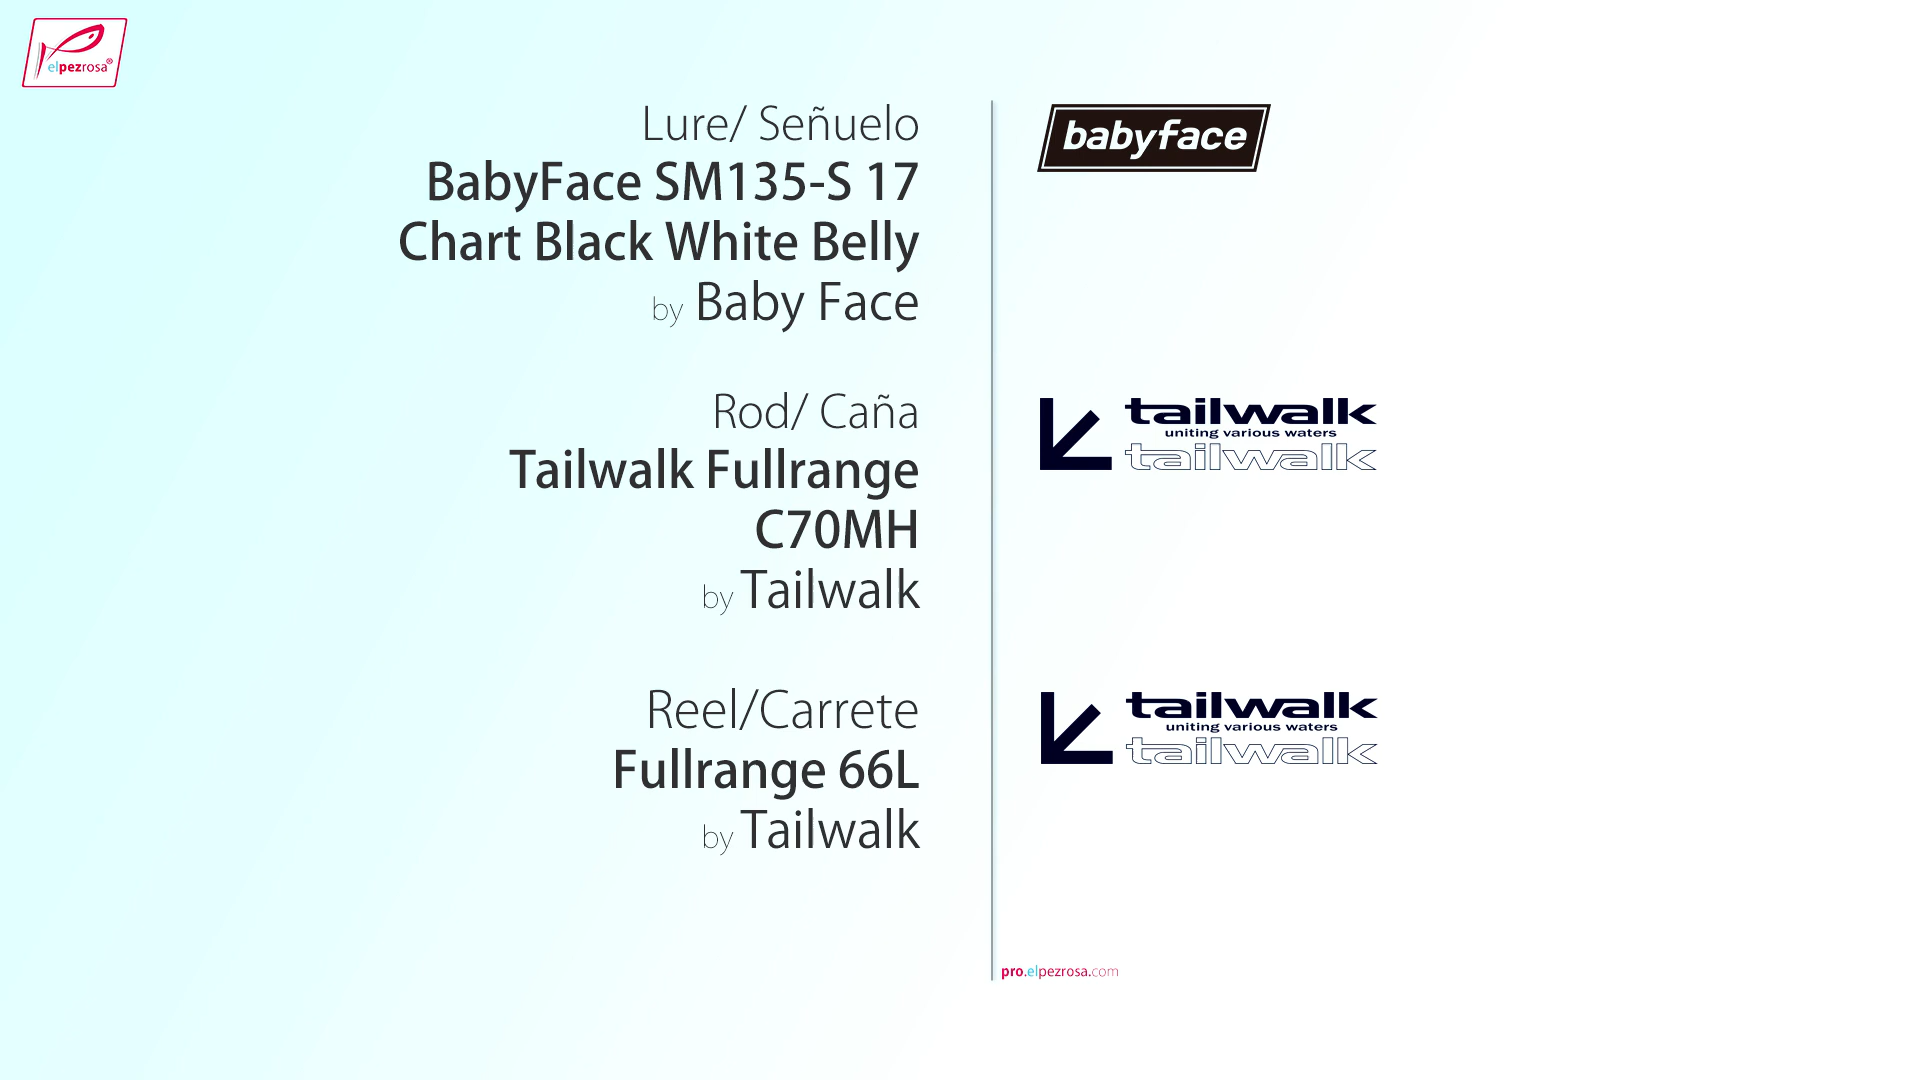 elpezrosa®
Lure/ Señuelo
BabyFace SM135-S 17
Chart Black White Belly
by Baby Face
babyface
Rod/ Caña
Tailwalk Fullrange
C70MH
by Tailwalk
tailwalk
uniting various waters
tailwalk
Reel/Carrete
Fullrange 66L
by Tailwalk
tailwalk
uniting various waters
tailwalk
pro.elpezrosa.com